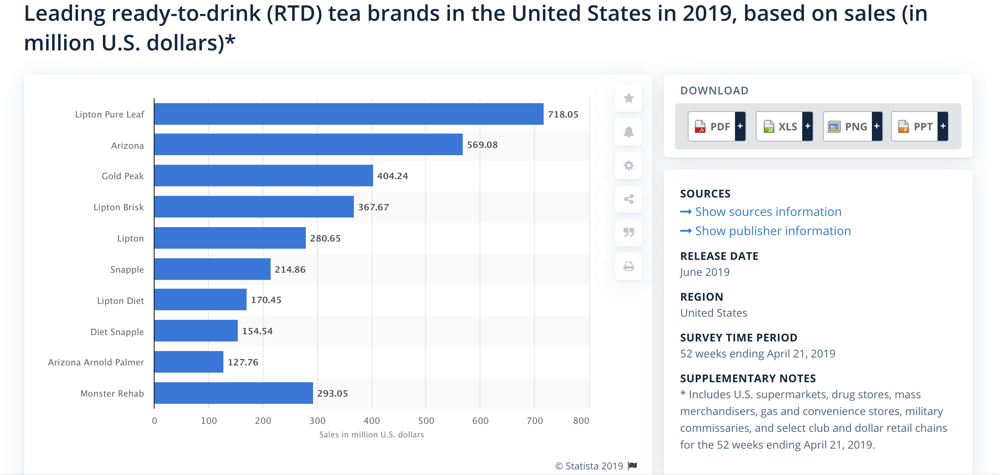 Leading ready-to-drink (RTD) tea brands in the United States in 2019, based on sales (in
million U.S. dollars)*
Lipton Pure Leaf 718.05
Arizona 569.08
Gold Peak 404.24
Lipton Brisk 367.67
Lipton 280.65
Snapple 214.86
Lipton Diet 170.45
Diet Snapple 154.54
Arizona Arnold Palmer 127.76
Monster Rehab 293.05
0 100 200 300 400 500 600 700 800
Sales in million U.S. dollars
© Statista 2019
DOWNLOAD
PDF + XLS + PNG + PPT +
SOURCES
Show sources information
Show publisher information
RELEASE DATE
June 2019
REGION
United States
SURVEY TIME PERIOD
52 weeks ending April 21, 2019
SUPPLEMENTARY NOTES
* Includes U.S. supermarkets, drug stores, mass
merchandisers, gas and convenience stores, military
commissaries, and select club and dollar retail chains
for the 52 weeks ending April 21, 2019.